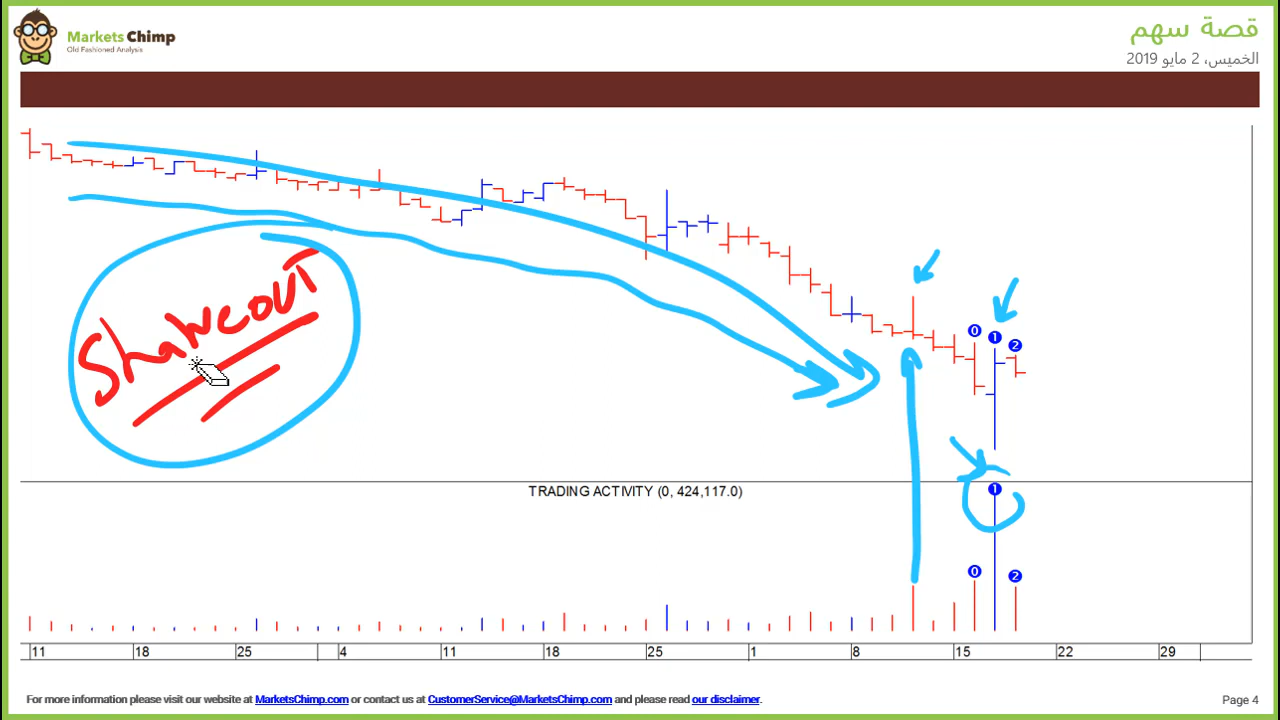 Markets Chimp
Old Fashioned Analysis
قصة سهم
الخميس، 2 مايو 2019
Shakeout
0
1
2
TRADING ACTIVITY (0, 424,117.0)
1
0
2
11 18 25 4 11 18 25 1 8 15 22 29
For more information please visit our website at MarketsChimp.com or contact us at CustomerService@MarketsChimp.com and please read our disclaimer.
Page 4